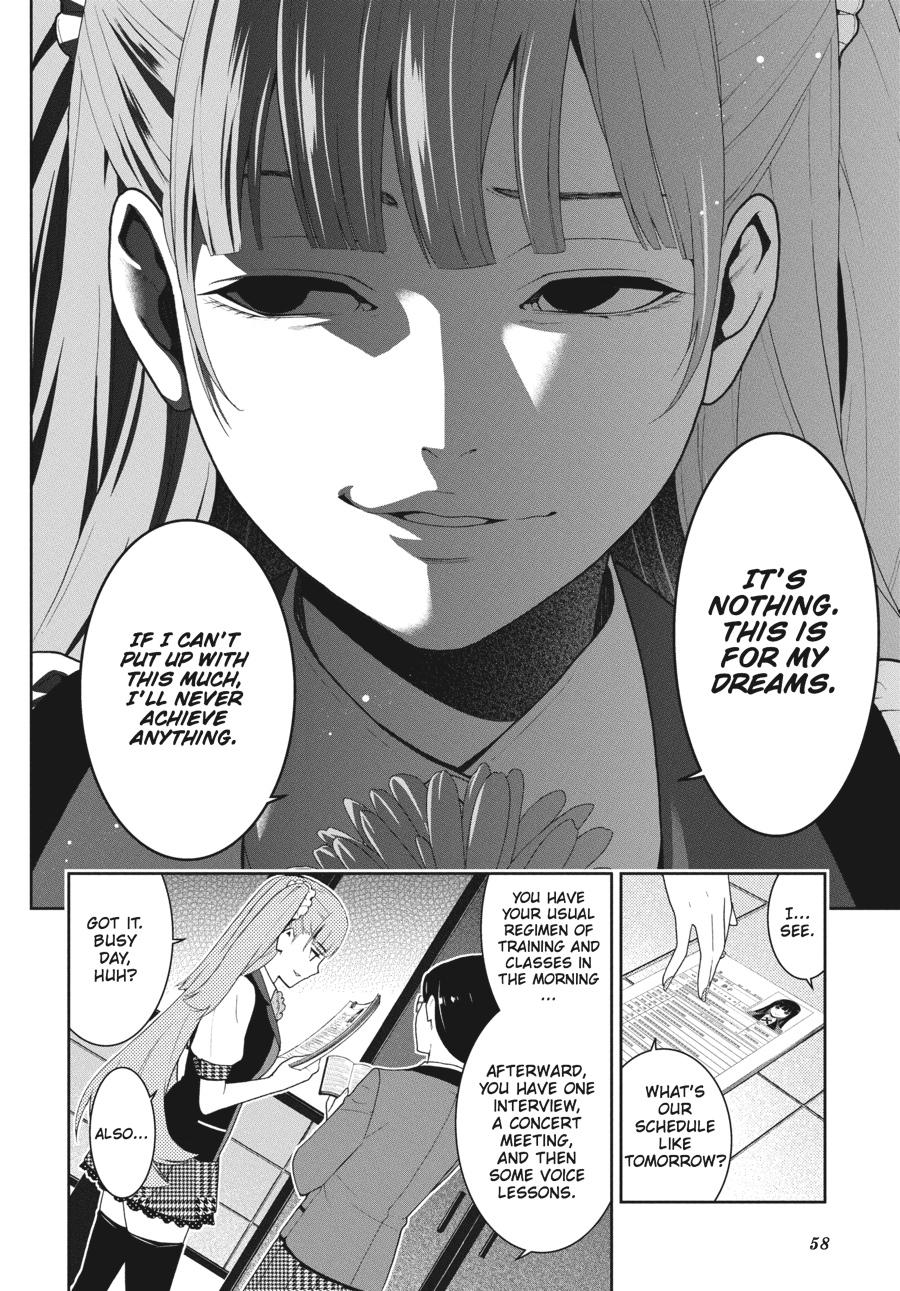 IT'S
NOTHING.
THIS IS
FOR MY
DREAMS.
IF I CAN'T
PUT UP WITH
THIS MUCH,
I'LL NEVER
ACHIEVE
ANYTHING.
I...
SEE.
WHAT'S
OUR
SCHEDULE
LIKE
TOMORROW?
YOU HAVE
YOUR USUAL
REGIMEN OF
TRAINING AND
CLASSES IN
THE MORNING
...
AFTERWARD,
YOU HAVE ONE
INTERVIEW,
A CONCERT
MEETING,
AND THEN
SOME VOICE
LESSONS.
GOT IT.
BUSY
DAY,
HUH?
ALSO...
58